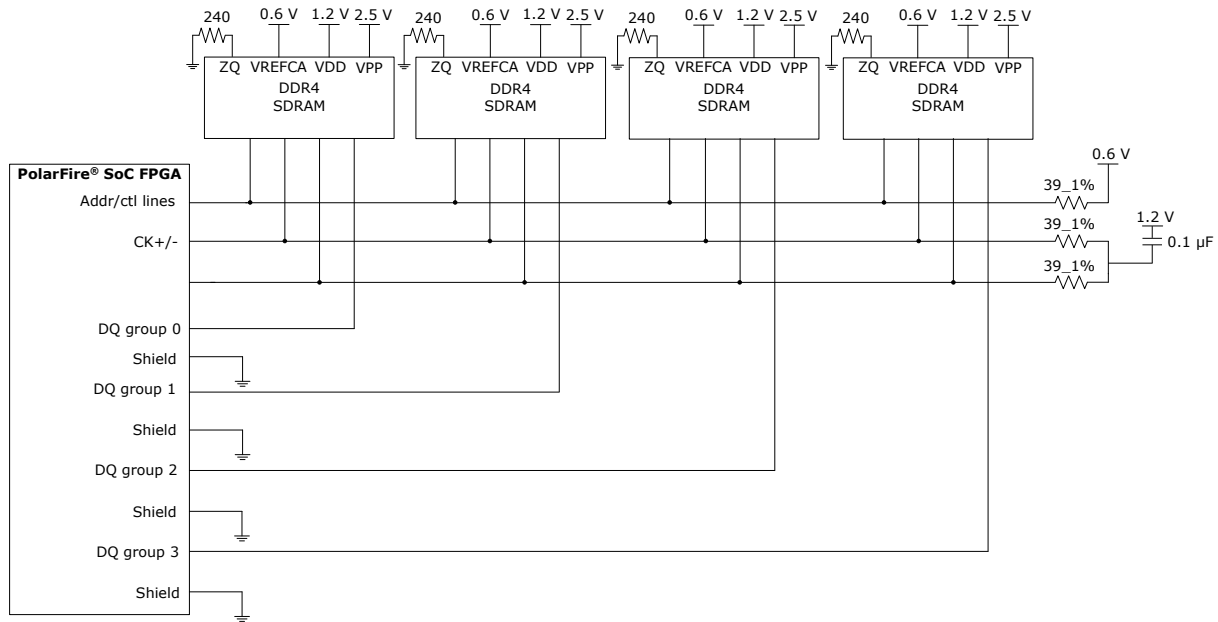 240 0.6 V 1.2 V 2.5 V 240 0.6 V 1.2 V 2.5 V 240 0.6 V 1.2 V 2.5 V 240 0.6 V 1.2 V 2.5 V
ZQ VREFCA VDD VPP ZQ VREFCA VDD VPP ZQ VREFCA VDD VPP ZQ VREFCA VDD VPP
DDR4 DDR4 DDR4 DDR4
SDRAM SDRAM SDRAM SDRAM
0.6 V
PolarFire® SoC FPGA
39_1%
Addr/ctl lines
1.2 V
39_1%
CK+/-
0.1 µF
39_1%
DQ group 0
Shield
DQ group 1
Shield
DQ group 2
Shield
DQ group 3
Shield